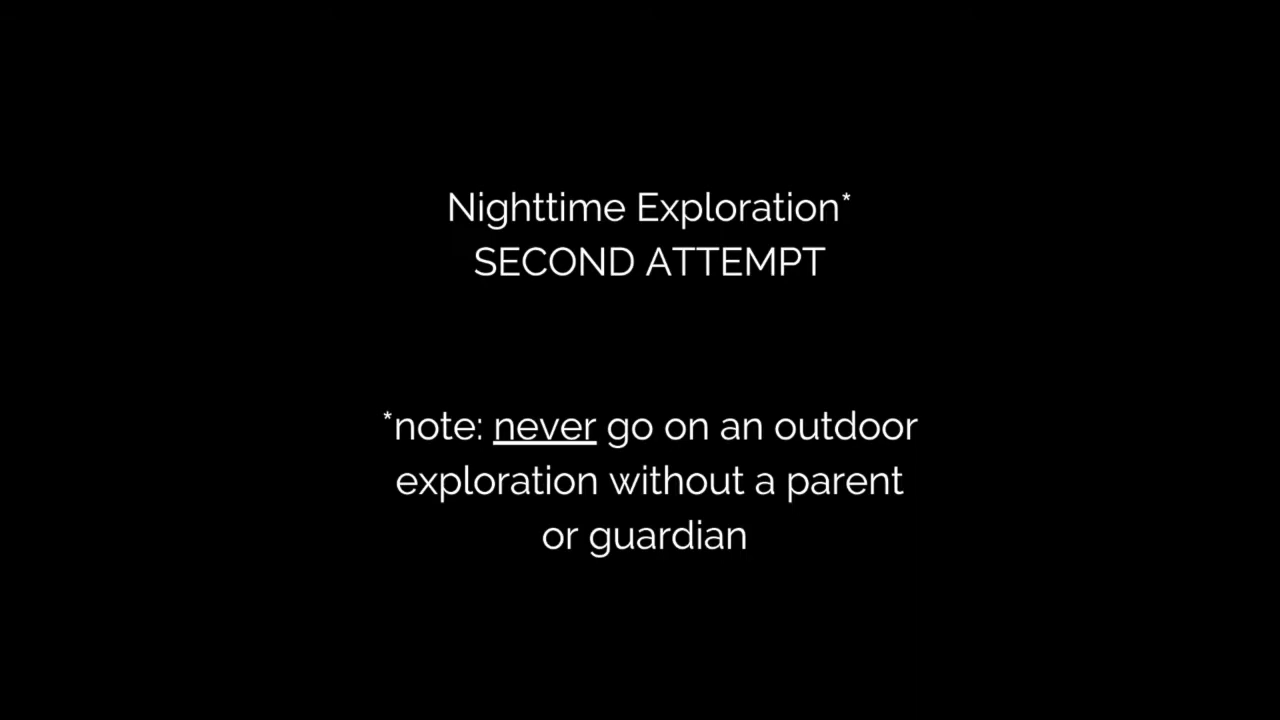 Nighttime Exploration*
SECOND ATTEMPT
*note: never go on an outdoor
exploration without a parent
or guardian